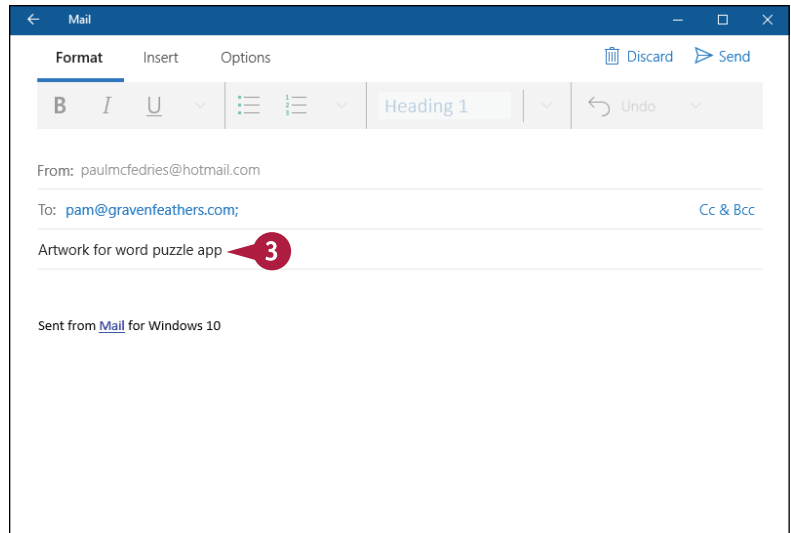 Mail
Format Insert Options Discard Send
B I U Heading 1 Undo
From: paulmcfedries@hotmail.com
To: pam@gravenfeathers.com; Cc & Bcc
Artwork for word puzzle app 3
Sent from Mail for Windows 10